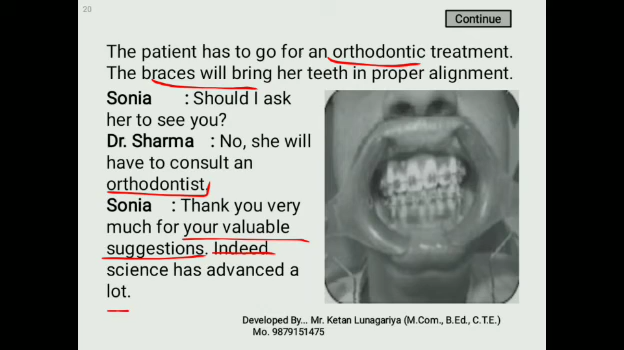 20
Continue
The patient has to go for an orthodontic treatment.
The braces will bring her teeth in proper alignment.
Sonia : Should I ask
her to see you?
Dr. Sharma : No, she will
have to consult an
orthodontist.
Sonia : Thank you very
much for your valuable
suggestions. Indeed
science has advanced a
lot.
Developed By... Mr. Ketan Lunagariya (M.Com., B.Ed., C.T.E.)
Mo. 9879151475